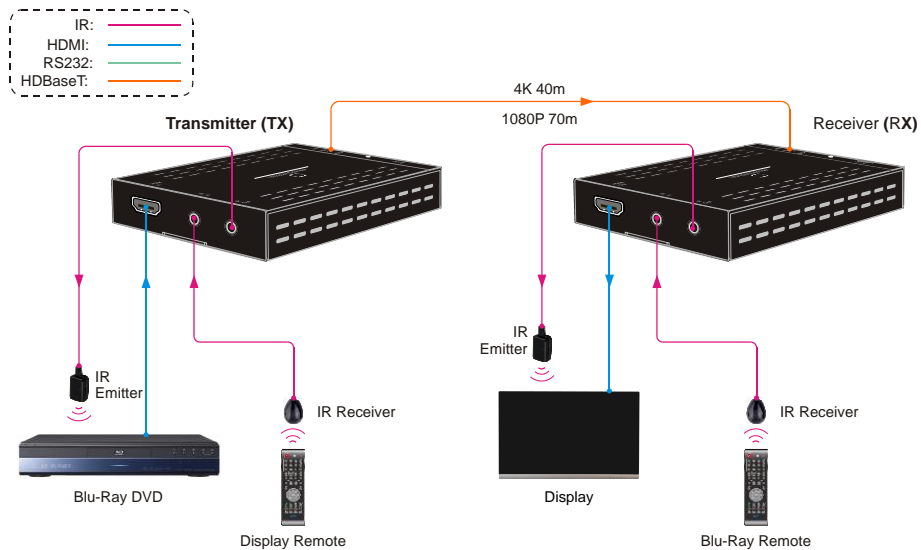 IR:
HDMI:
RS232:
HDBaseT:
4K 40m
1080P 70m
Transmitter (TX)
Receiver (RX)
IR
Emitter
IR
Emitter
IR Receiver
IR Receiver
Blu-Ray DVD
Display
Display Remote
Blu-Ray Remote